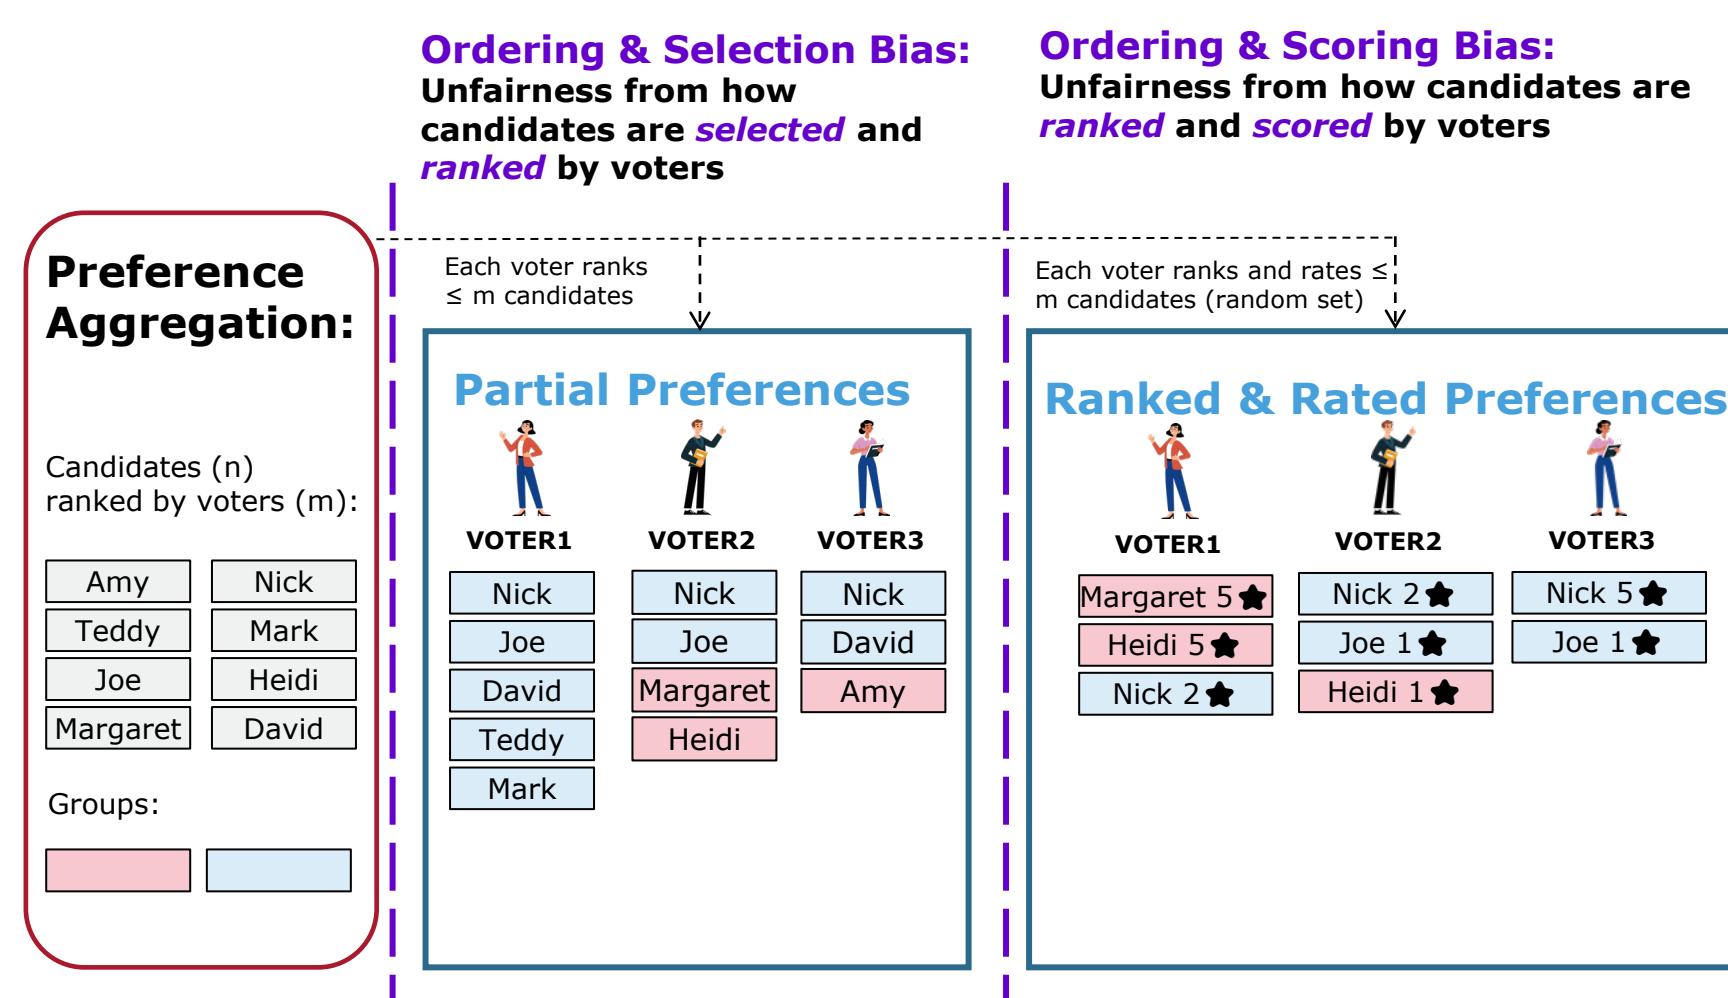 Ordering & Selection Bias:
Unfairness from how
candidates are selected and
ranked by voters
Ordering & Scoring Bias:
Unfairness from how candidates are
ranked and scored by voters
Preference
Aggregation:
Candidates (n)
ranked by voters (m):
Amy
Nick
Teddy
Mark
Joe
Heidi
Margaret
David
Groups:
Each voter ranks
≤ m candidates
Partial Preferences
VOTER1
VOTER2
VOTER3
Nick
Nick
Nick
Joe
Joe
David
David
Margaret
Amy
Teddy
Heidi
Mark
Each voter ranks and rates ≤
m candidates (random set)
Ranked & Rated Preferences
VOTER1
VOTER2
VOTER3
Margaret 5★
Nick 2★
Nick 5★
Heidi 5★
Joe 1★
Joe 1★
Nick 2★
Heidi 1★